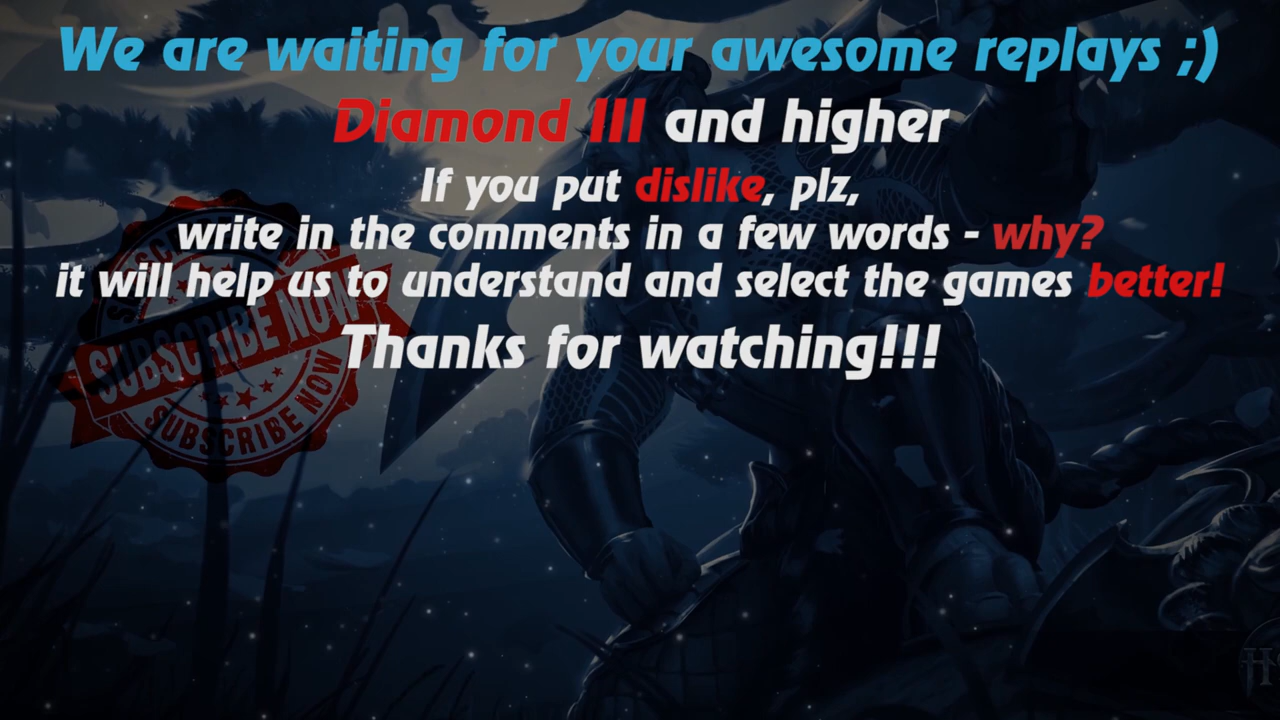 We are waiting for your awesome replays ;)
Diamond III and higher
If you put dislike, plz,
write in the comments in a few words - why?
it will help us to understand and select the games better!
Thanks for watching!!!
SUBSCRIBE NOW
SUBSCRIBE NOW